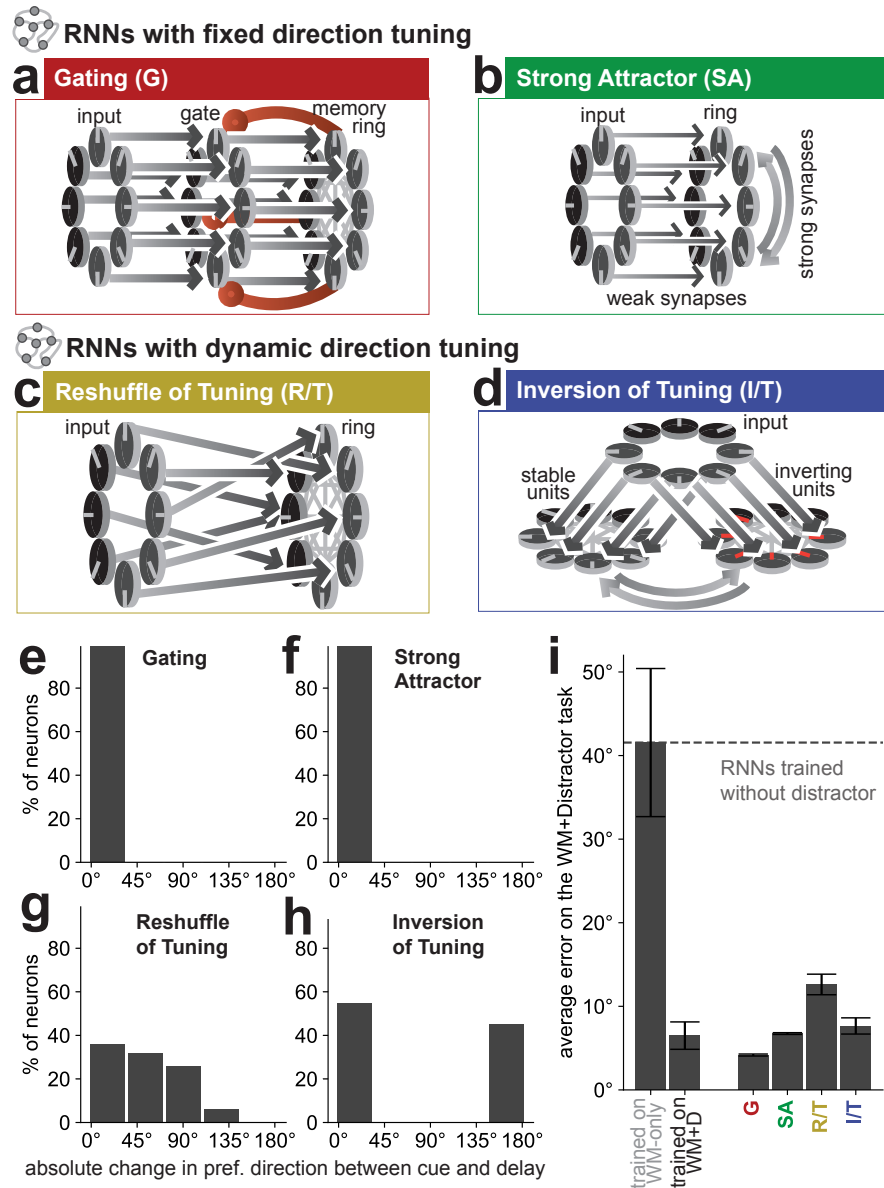 RNNs with fixed direction tuning
a Gating (G)
input gate memory
ring
b Strong Attractor (SA)
input ring
strong synapses
weak synapses
RNNs with dynamic direction tuning
c Reshuffle of Tuning (R/T)
input ring
d Inversion of Tuning (I/T)
input
stable
units
inverting
units
e Gating
% of neurons
80
60
40
20
0
0° 45° 90° 135° 180°
f Strong
Attractor
80
60
40
20
0
0° 45° 90° 135° 180°
g Reshuffle
of Tuning
% of neurons
80
60
40
20
0
0° 45° 90° 135° 180°
h Inversion
of Tuning
80
60
40
20
0
0° 45° 90° 135° 180°
absolute change in pref. direction between cue and delay
i
average error on the WM+Distractor task
50°
40°
30°
20°
10°
0°
RNNs trained
without distractor
trained on
WM-only
trained on
WM+D
G
SA
R/T
I/T